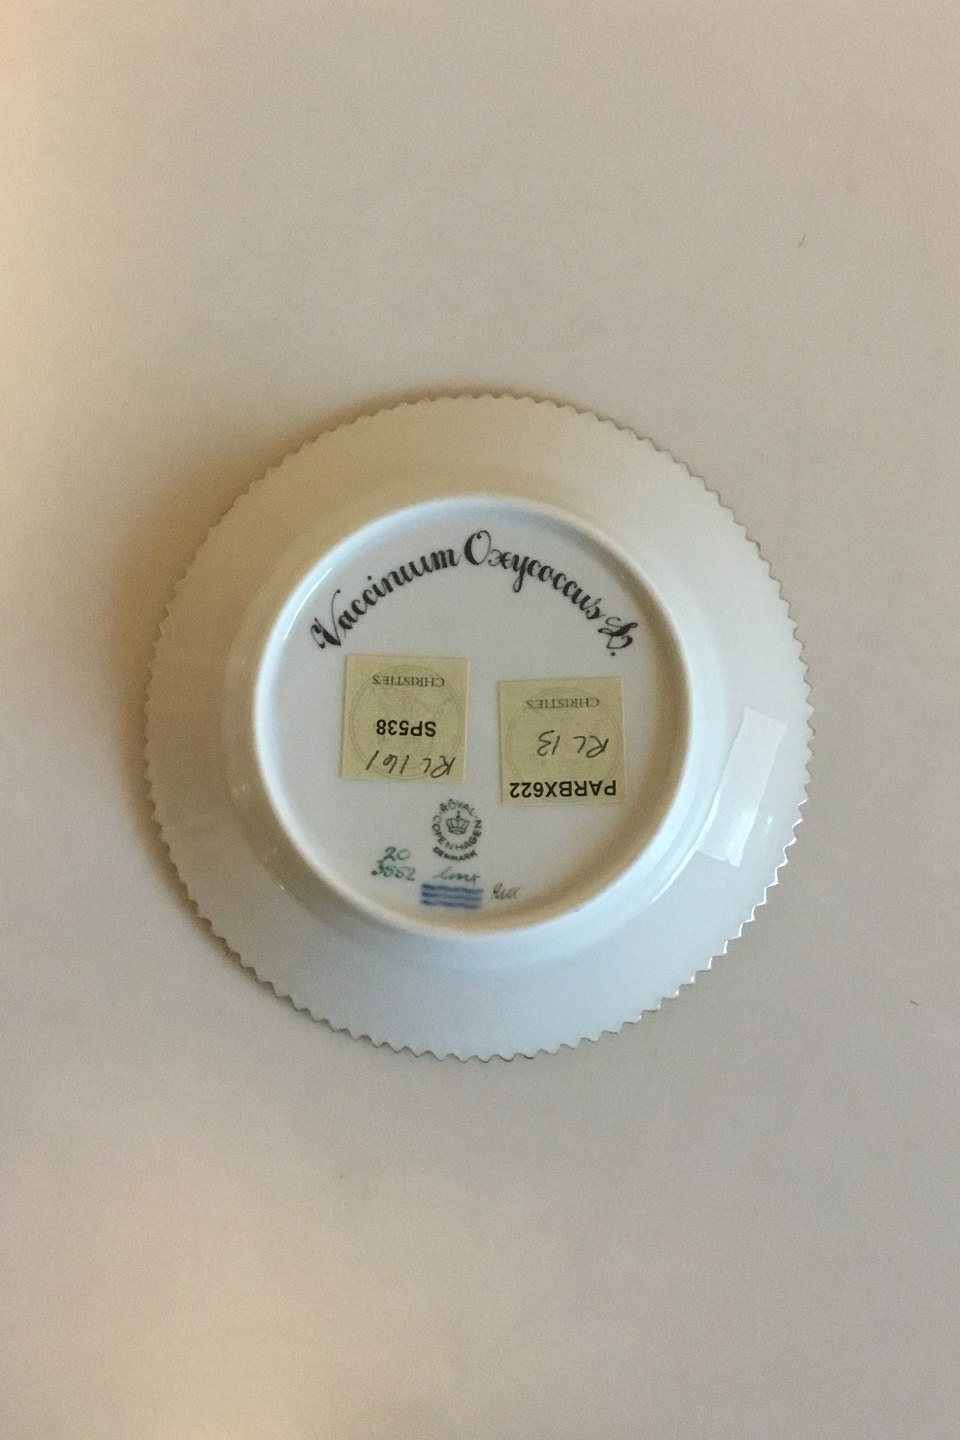 Vaccinium Oxycoccus L.
CHRISTIE'S
SP538
RL 161
CHRISTIE'S
RL 13
PARBX622
ROYAL
COPENHAGEN
DENMARK
20
3552